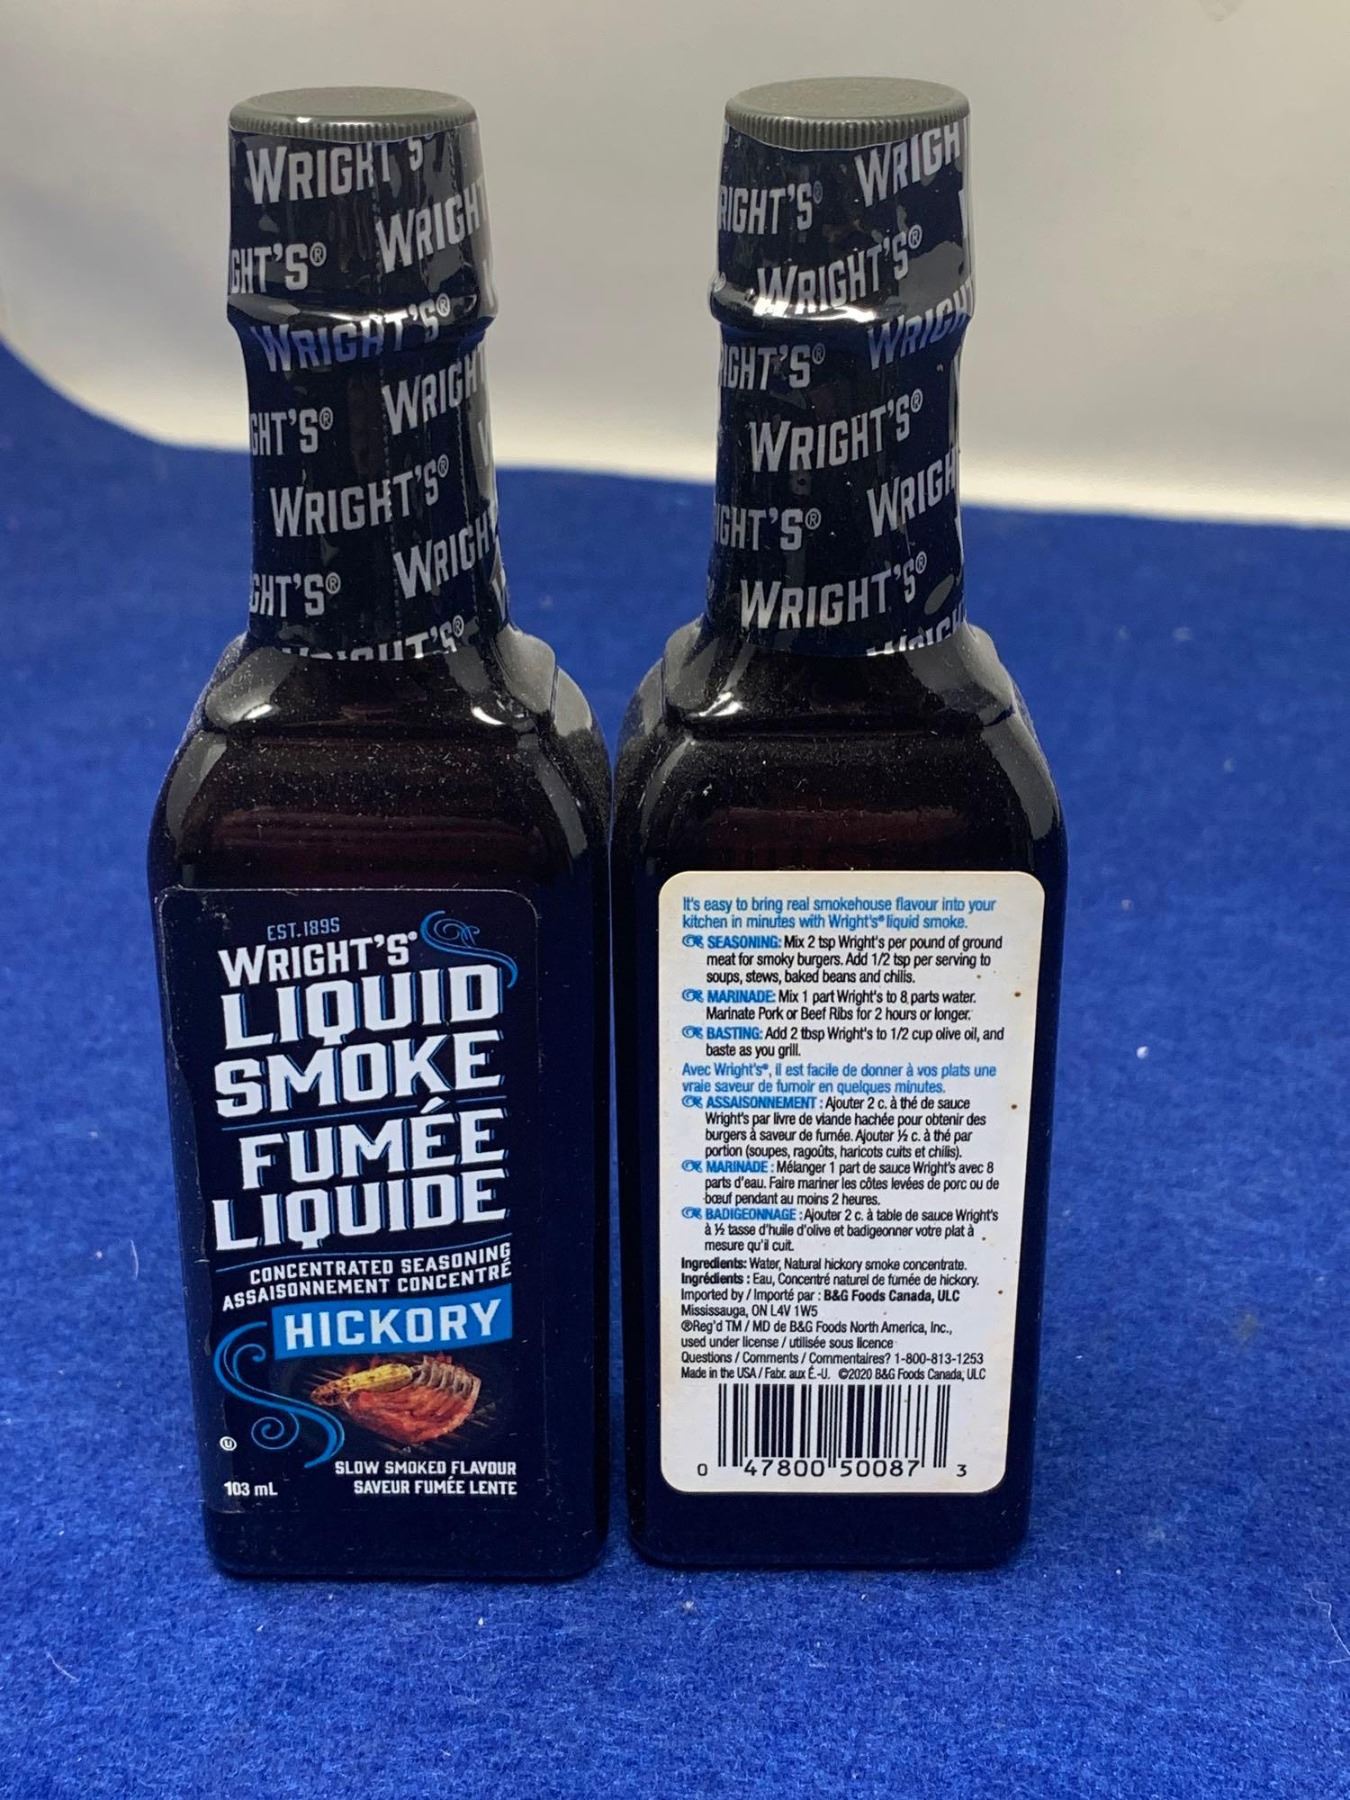 WRIGHT'S
WRIGH
GHT'S®
WRIGHT'S®
WRIGH
GHT'S®
WRIGHT'S®
WRIGH
GHT'S®
EST.1895
WRIGHT'S®
LIQUID
SMOKE
FUMÉE
LIQUIDE
CONCENTRATED SEASONING
ASSAISONNEMENT CONCENTRÉ
HICKORY
U
SLOW SMOKED FLAVOUR
103 mL SAVEUR FUMÉE LENTE
WRIGH
RIGHT'S®
WRIGHT'S®
WRIGHT
IGHT'S®
WRIGHT'S®
WRIGH
IGHT'S®
WRIGHT'S®
It's easy to bring real smokehouse flavour into your
kitchen in minutes with Wright's® liquid smoke.
SEASONING: Mix 2 tsp Wright's per pound of ground
meat for smoky burgers. Add 1/2 tsp per serving to
soups, stews, baked beans and chilis.
MARINADE: Mix 1 part Wright's to 8 parts water.
Marinate Pork or Beef Ribs for 2 hours or longer.
BASTING: Add 2 tbsp Wright's to 1/2 cup olive oil, and
baste as you grill.
Avec Wright's®, il est facile de donner à vos plats une
vraie saveur de fumoir en quelques minutes.
ASSAISONNEMENT : Ajouter 2 c. à thé de sauce
Wright's par livre de viande hachée pour obtenir des
burgers à saveur de fumée. Ajouter ½ c. à thé par
portion (soupes, ragoûts, haricots cuits et chilis).
MARINADE : Mélanger 1 part de sauce Wright's avec 8
parts d'eau. Faire mariner les côtes levées de porc ou de
bœuf pendant au moins 2 heures.
BADIGEONNAGE : Ajouter 2 c. à table de sauce Wright's
à ½ tasse d'huile d'olive et badigeonner votre plat à
mesure qu'il cuit.
Ingredients: Water, Natural hickory smoke concentrate.
Ingrédients : Eau, Concentré naturel de fumée de hickory.
Imported by / Importé par : B&G Foods Canada, ULC
Mississauga, ON L4V 1W5
®Reg'd TM / MD de B&G Foods North America, Inc.,
used under license / utilisée sous licence
Questions / Comments / Commentaires? 1-800-813-1253
Made in the USA / Fabr. aux É.-U. ©2020 B&G Foods Canada, ULC
0 47800 50087 3